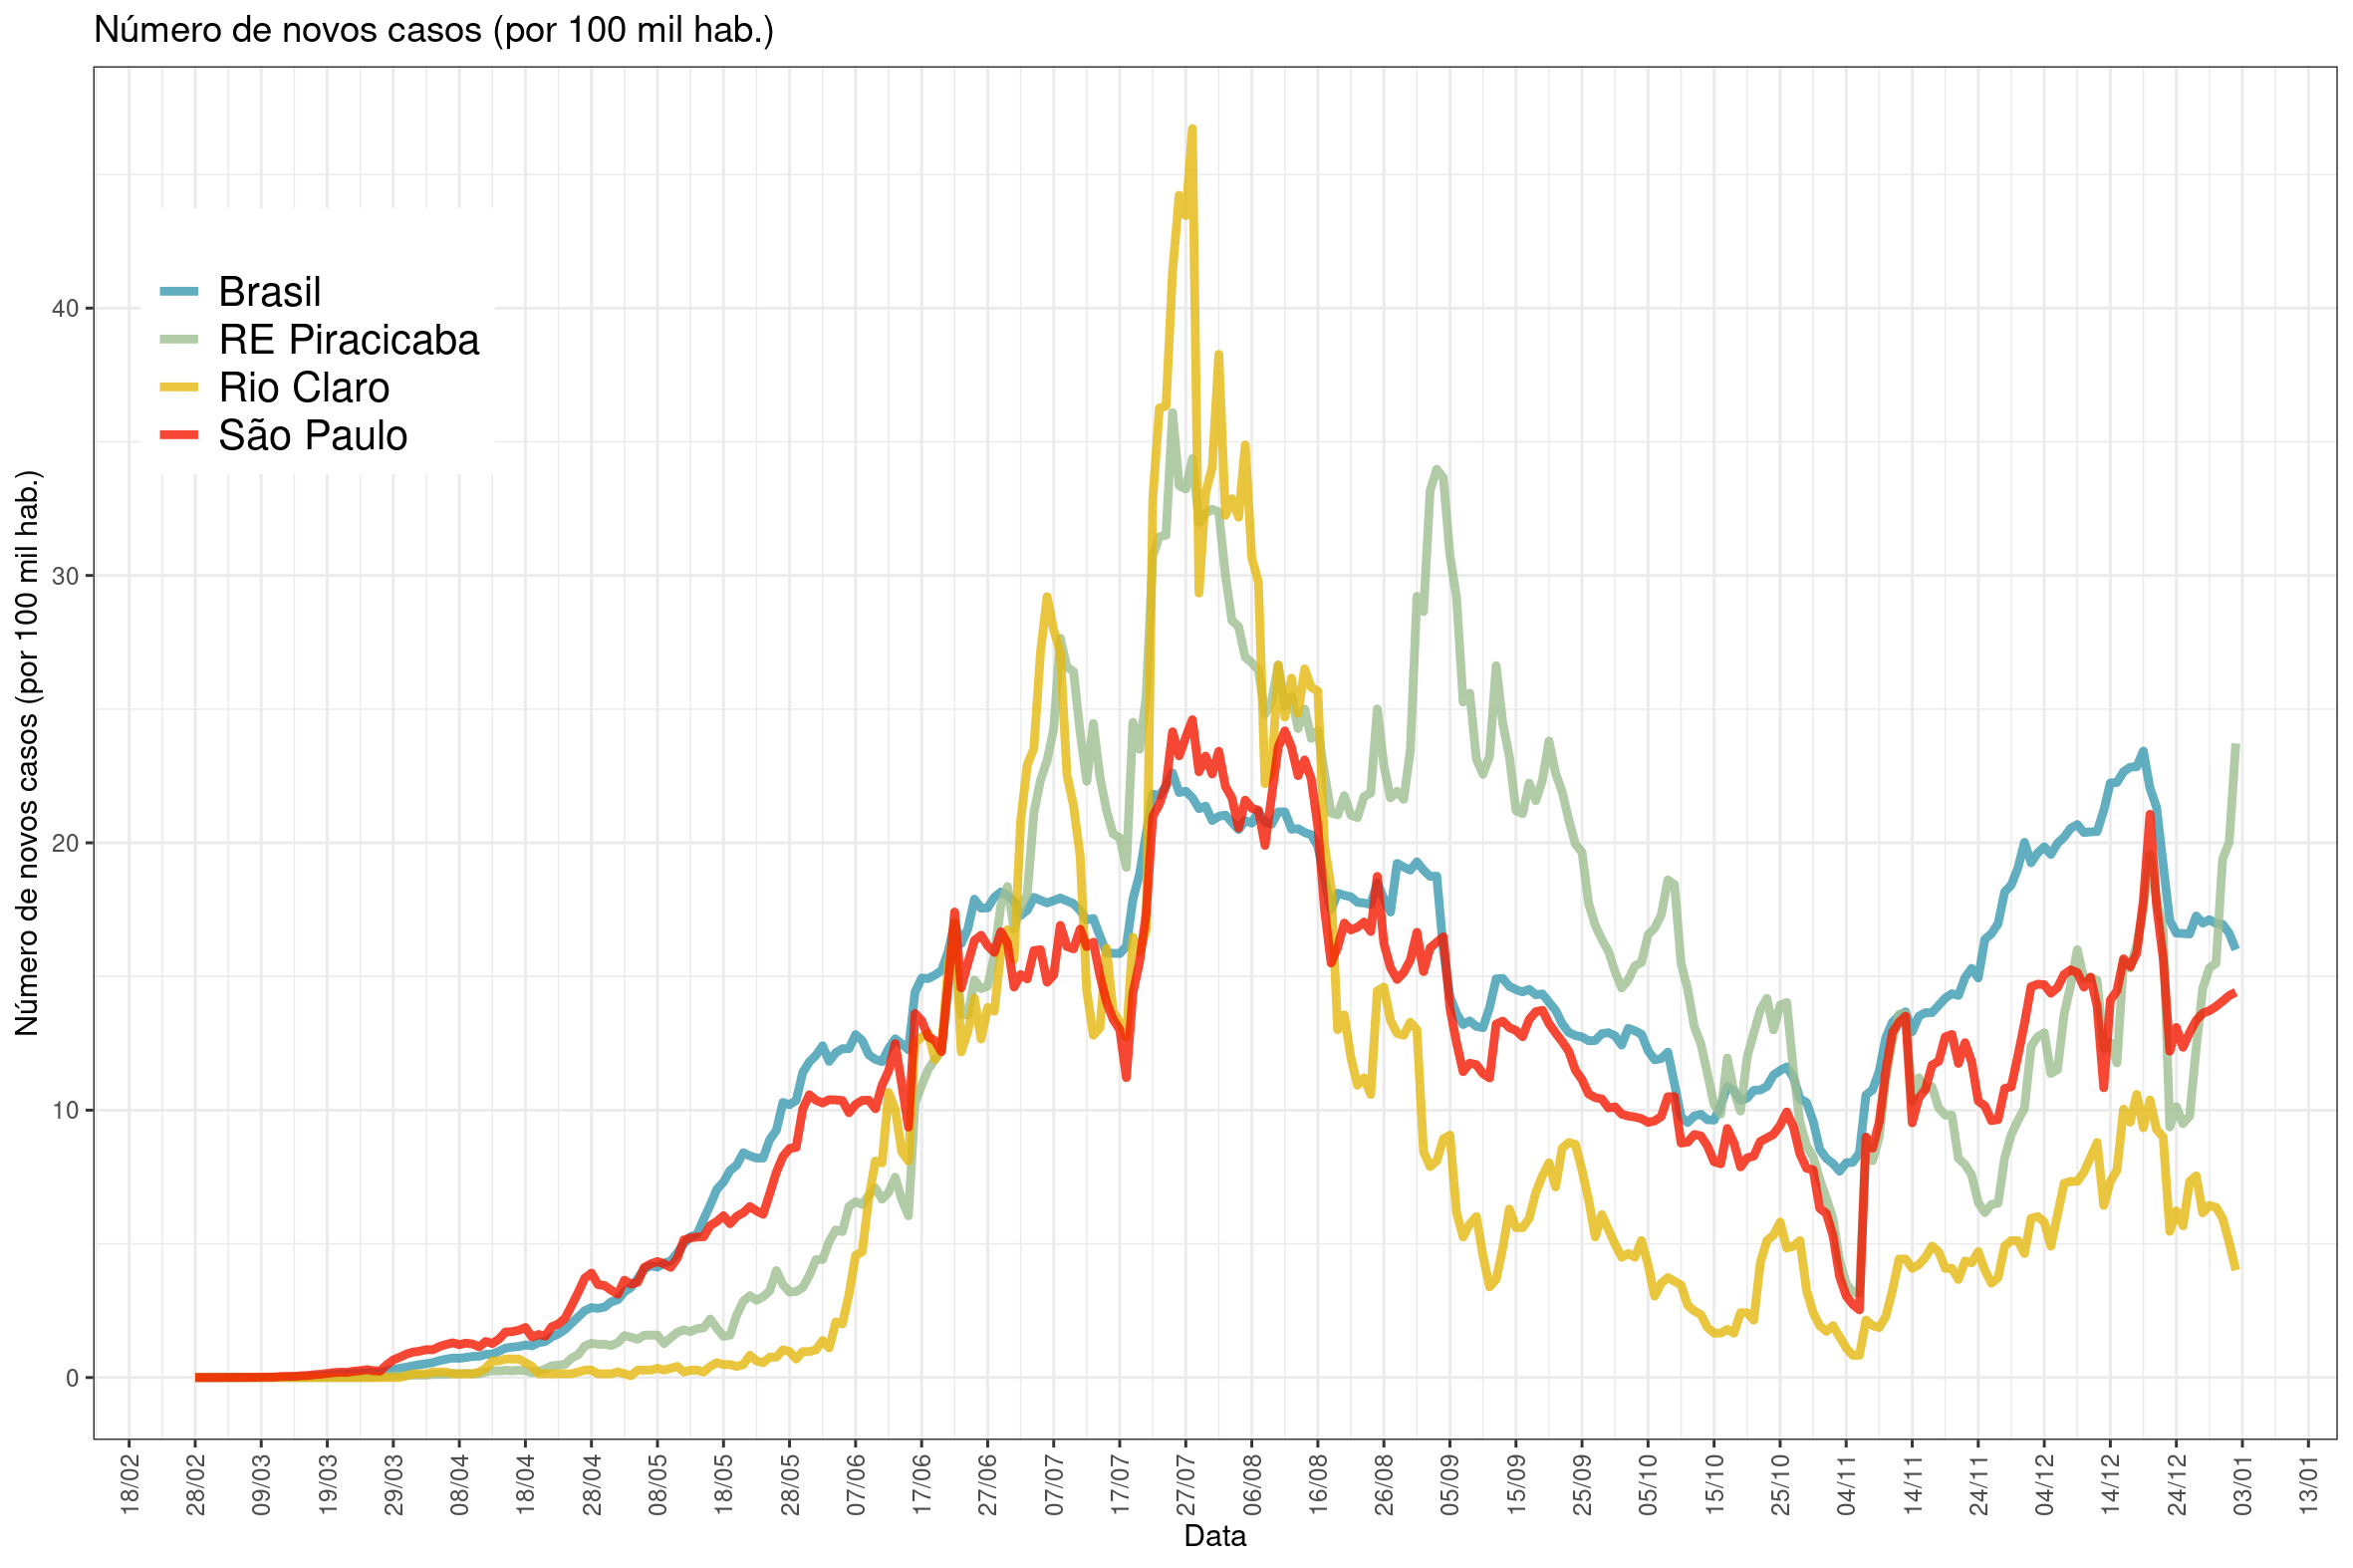 Número de novos casos (por 100 mil hab.)
Brasil
RE Piracicaba
Rio Claro
São Paulo
Número de novos casos (por 100 mil hab.)
40
30
20
10
0
18/02 28/02 09/03 19/03 29/03 08/04 18/04 28/04 08/05 18/05 28/05 07/06 17/06 27/06 07/07 17/07 27/07 06/08 16/08 26/08 05/09 15/09 25/09 05/10 15/10 25/10 04/11 14/11 24/11 04/12 14/12 24/12 03/01 13/01
Data